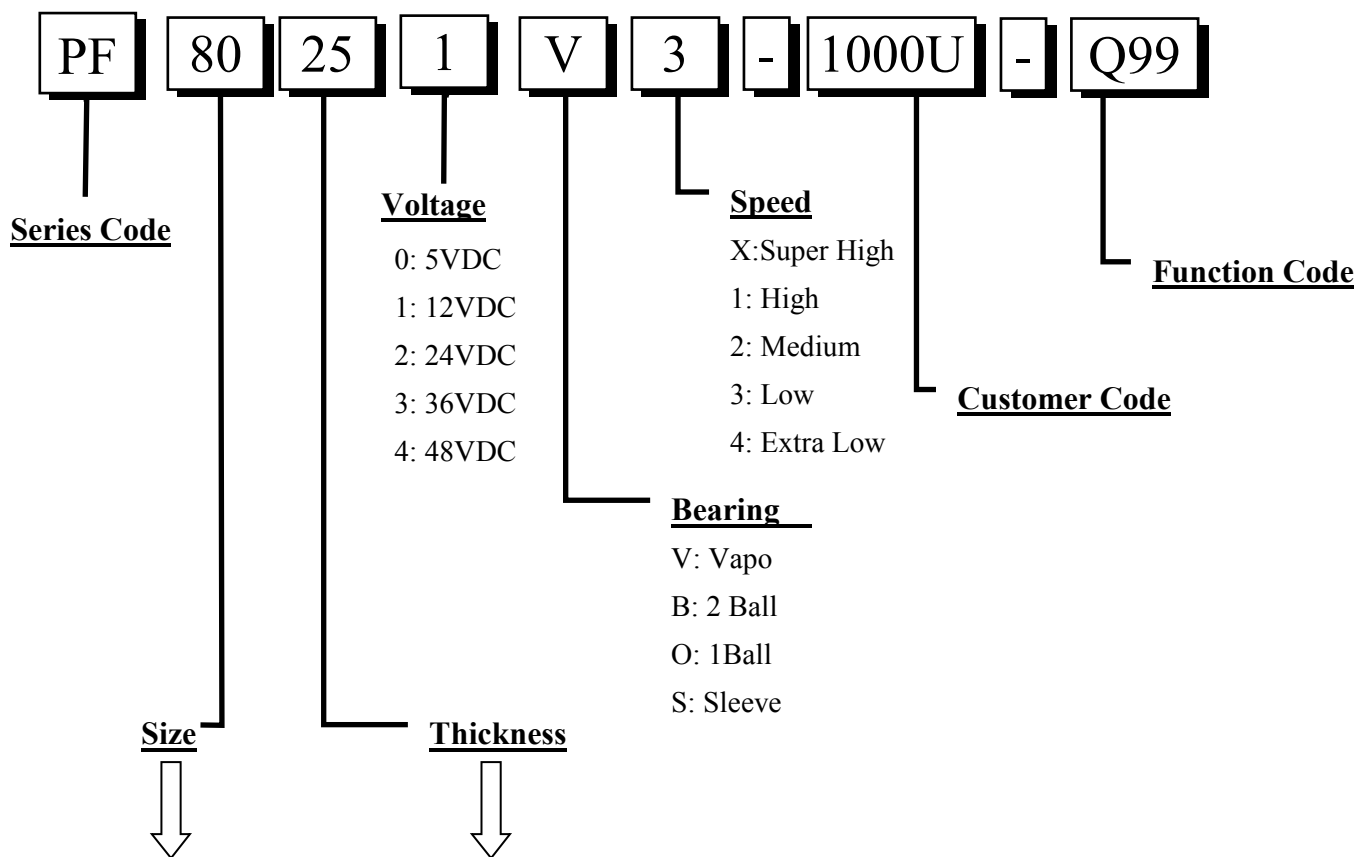 PF 80 25 1 V 3 - 1000U - Q99
Series Code
Voltage
0: 5VDC
1: 12VDC
2: 24VDC
3: 36VDC
4: 48VDC
Speed
X:Super High
1: High
2: Medium
3: Low
4: Extra Low
Function Code
Customer Code
Bearing
V: Vapo
B: 2 Ball
O: 1Ball
S: Sleeve
Size
Thickness